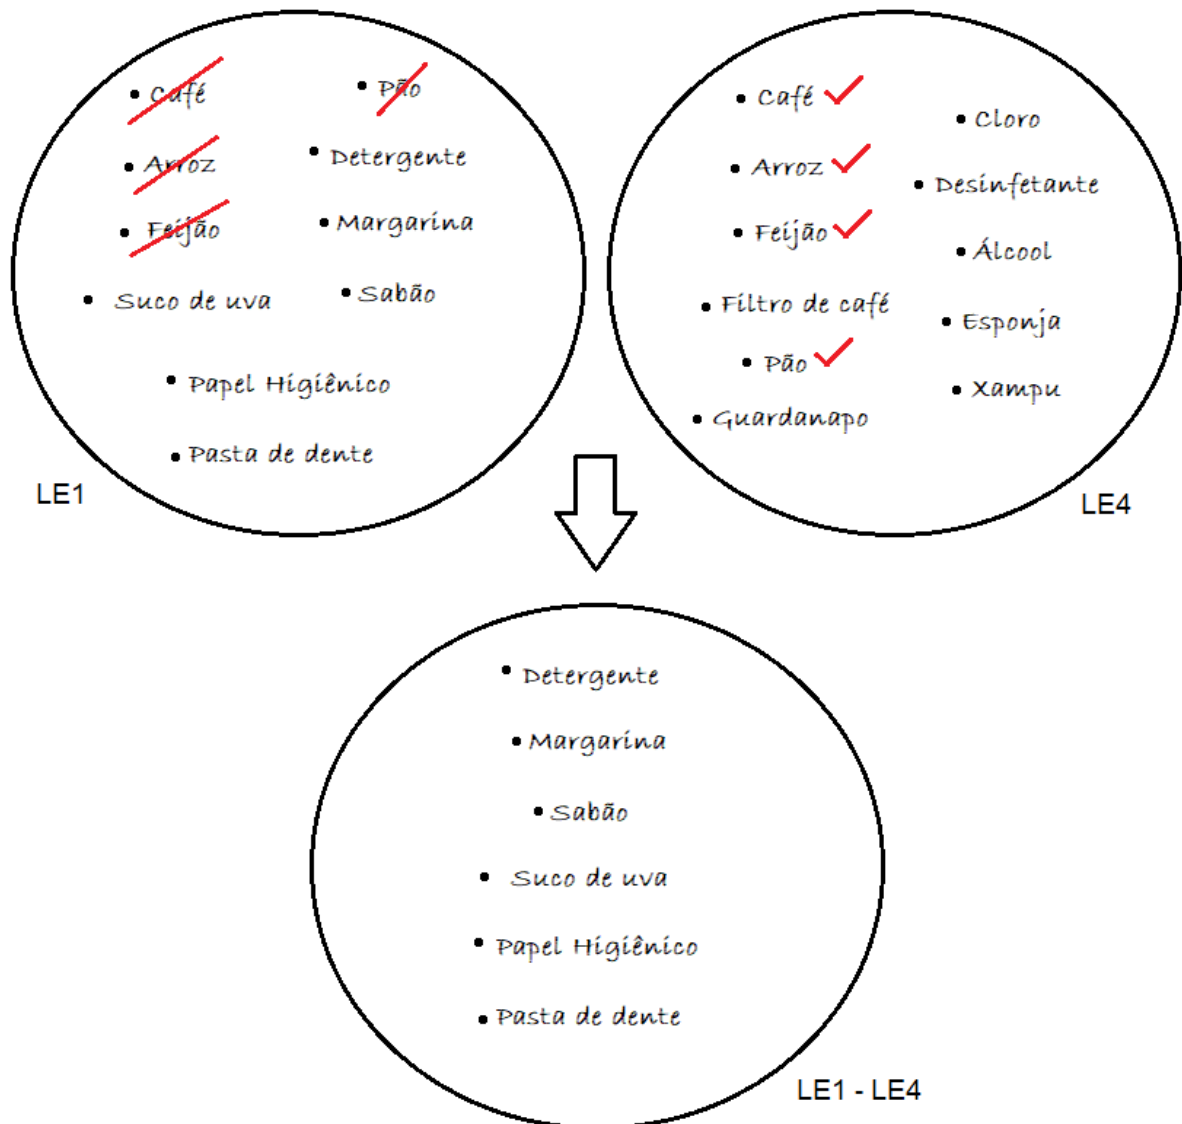 Café
Arroz
Feijão
Suco de uva
Pão
Detergente
Margarina
Sabão
Papel Higiênico
Pasta de dente
LE1
Café
Arroz
Feijão
Filtro de café
Pão
Guardanapo
Cloro
Desinfetante
Álcool
Esponja
Xampu
LE4
Detergente
Margarina
Sabão
Suco de uva
Papel Higiênico
Pasta de dente
LE1 - LE4